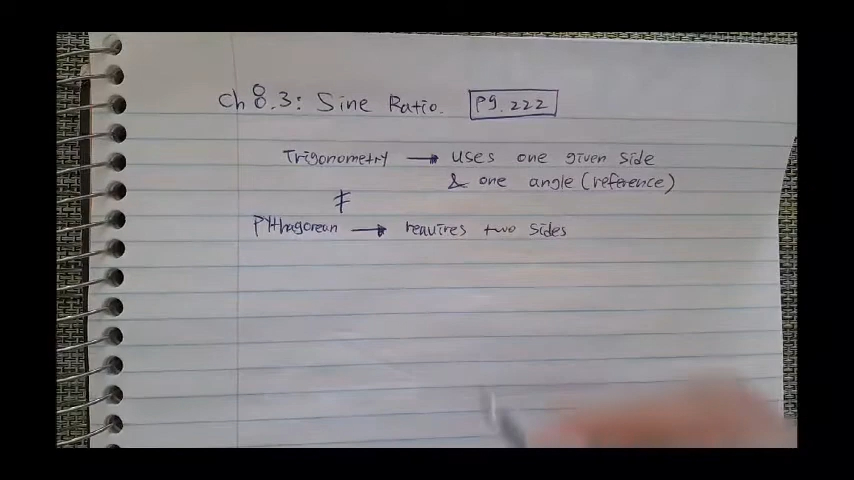 Ch 8.3: Sine Ratio. Pg. 222
Trigonometry → uses one given side
& one angle (reference)
≠
Pythagorean → requires two sides